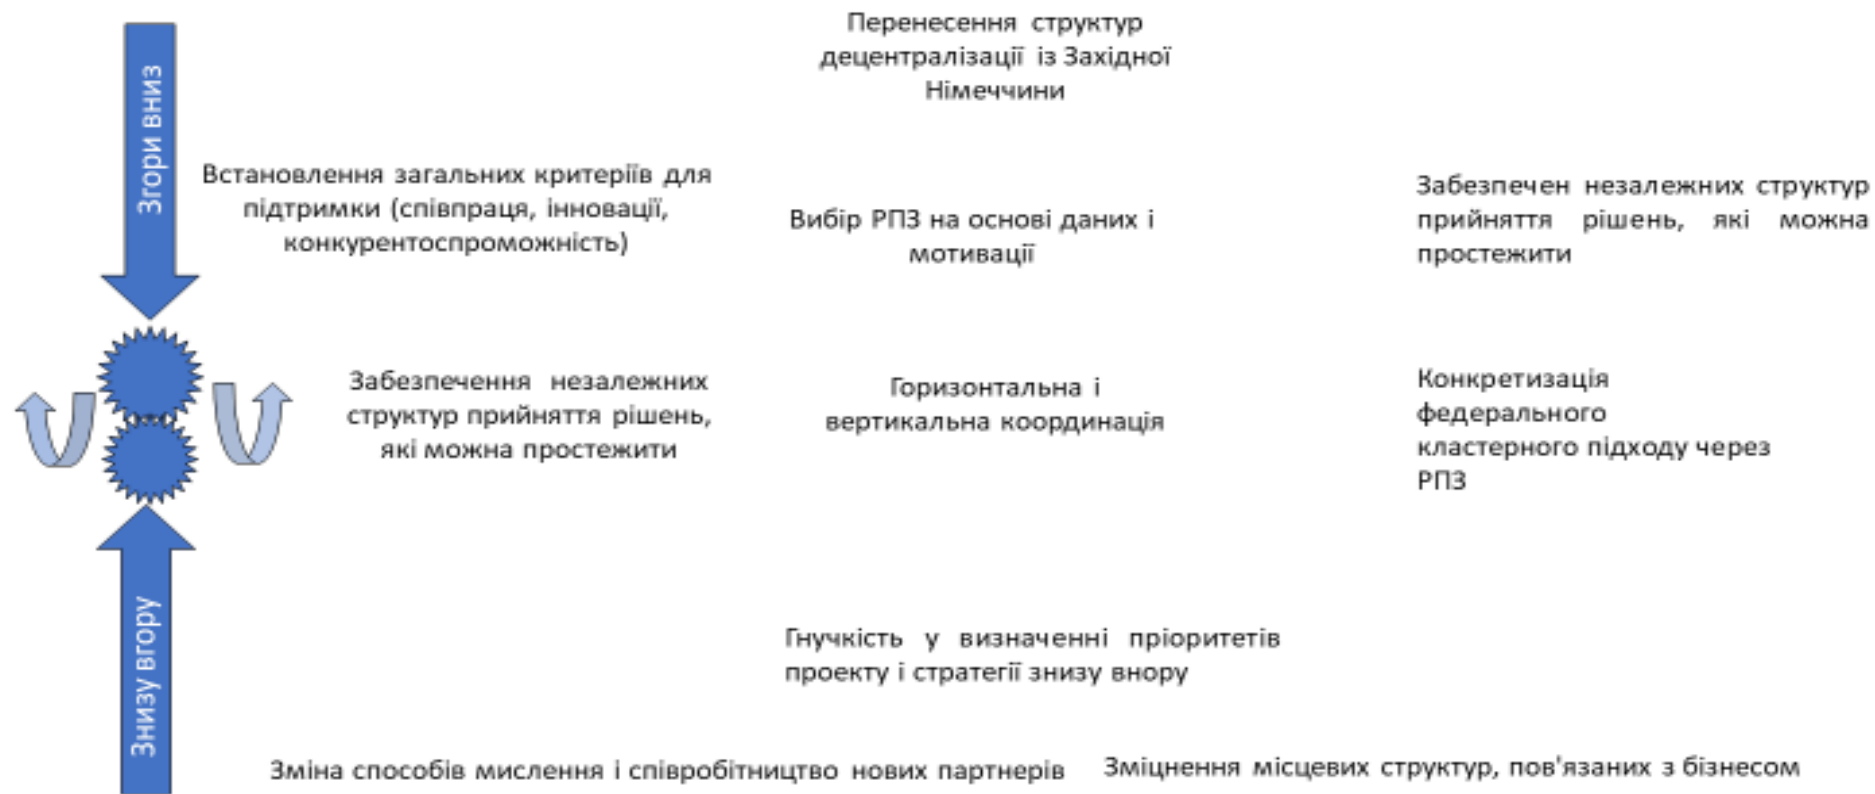 Перенесення структур
децентралізації із Західної
Німеччини
Згори вниз
Встановлення загальних критеріїв для
підтримки (співпраця, інновації,
конкурентоспроможність)
Вибір РПЗ на основі даних і
мотивації
Забезпечен незалежних структур
прийняття рішень, які можна
простежити
Забезпечення незалежних
структур прийняття рішень,
які можна простежити
Горизонтальна і
вертикальна координація
Конкретизація
федерального
кластерного підходу через
РПЗ
Знизу вгору
Гнучкість у визначенні пріоритетів
проекту і стратегії знизу внору
Зміна способів мислення і співробітництво нових партнерів
Зміцнення місцевих структур, пов'язаних з бізнесом